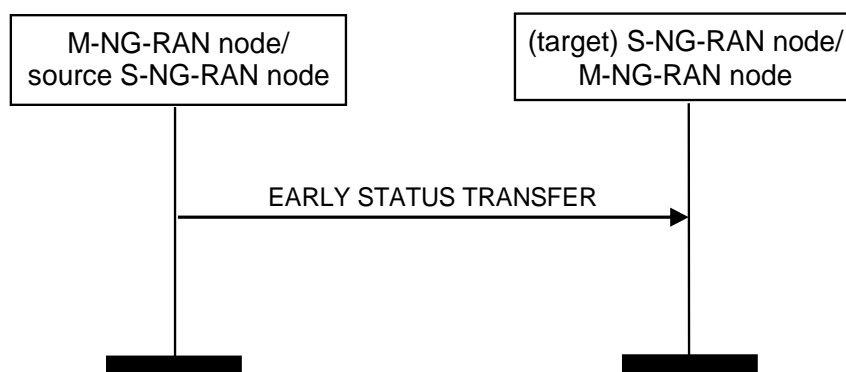 M-NG-RAN node/
source S-NG-RAN node
(target) S-NG-RAN node/
M-NG-RAN node
EARLY STATUS TRANSFER